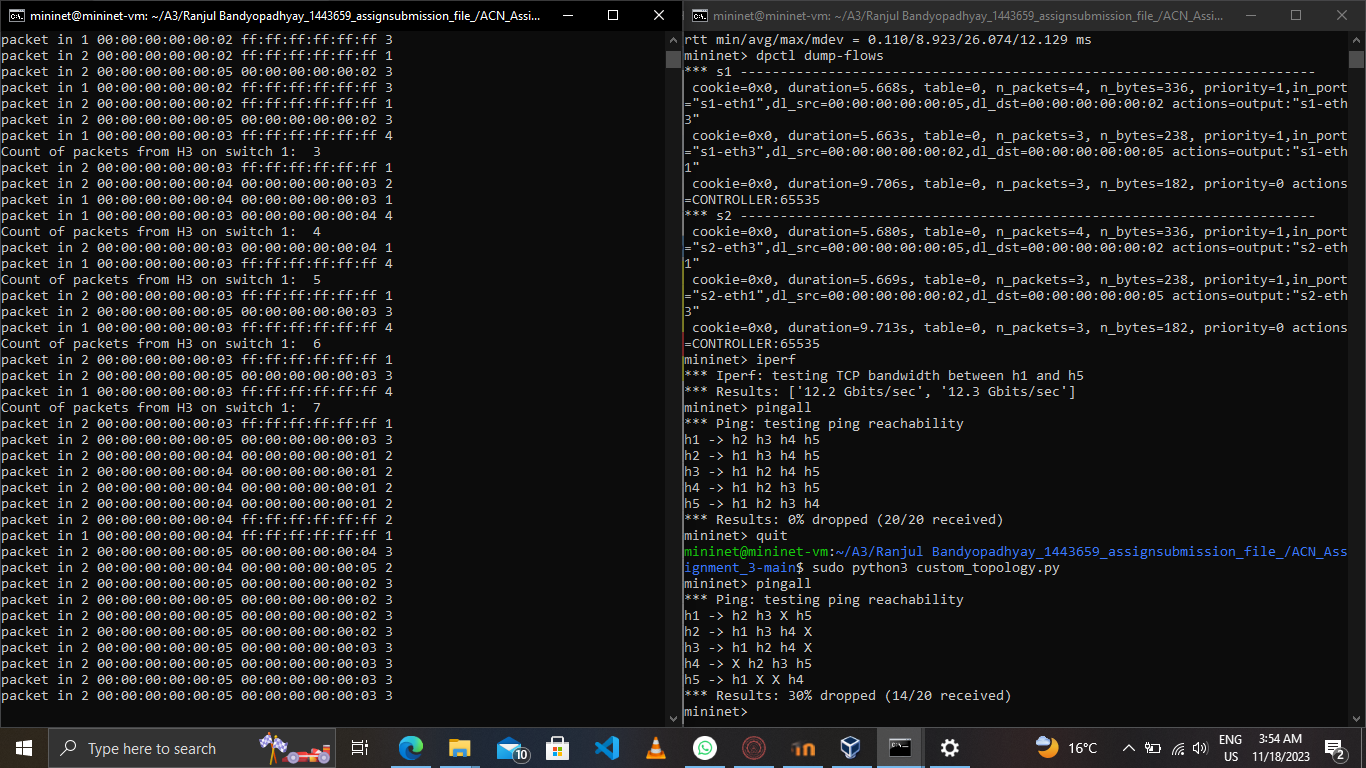 mininet@mininet-vm: ~/A3/Ranjul Bandyopadhyay_1443659_assignsubmission_file_/ACN_Assi...
packet in 1 00:00:00:00:00:02 ff:ff:ff:ff:ff:ff 3
packet in 2 00:00:00:00:00:02 ff:ff:ff:ff:ff:ff 1
packet in 2 00:00:00:00:00:05 00:00:00:00:00:02 3
packet in 1 00:00:00:00:00:02 ff:ff:ff:ff:ff:ff 3
packet in 2 00:00:00:00:00:02 ff:ff:ff:ff:ff:ff 1
packet in 2 00:00:00:00:00:05 00:00:00:00:00:02 3
packet in 1 00:00:00:00:00:03 ff:ff:ff:ff:ff:ff 4
Count of packets from H3 on switch 1:  3
packet in 2 00:00:00:00:00:03 ff:ff:ff:ff:ff:ff 1
packet in 2 00:00:00:00:00:04 00:00:00:00:00:03 2
packet in 1 00:00:00:00:00:04 00:00:00:00:00:03 1
packet in 1 00:00:00:00:00:03 00:00:00:00:00:04 4
Count of packets from H3 on switch 1:  4
packet in 2 00:00:00:00:00:03 00:00:00:00:00:04 1
packet in 1 00:00:00:00:00:03 ff:ff:ff:ff:ff:ff 4
Count of packets from H3 on switch 1:  5
packet in 2 00:00:00:00:00:03 ff:ff:ff:ff:ff:ff 1
packet in 2 00:00:00:00:00:05 00:00:00:00:00:03 3
packet in 1 00:00:00:00:00:03 ff:ff:ff:ff:ff:ff 4
Count of packets from H3 on switch 1:  6
packet in 2 00:00:00:00:00:03 ff:ff:ff:ff:ff:ff 1
packet in 2 00:00:00:00:00:05 00:00:00:00:00:03 3
packet in 1 00:00:00:00:00:03 ff:ff:ff:ff:ff:ff 4
Count of packets from H3 on switch 1:  7
packet in 2 00:00:00:00:00:03 ff:ff:ff:ff:ff:ff 1
packet in 2 00:00:00:00:00:05 00:00:00:00:00:03 3
packet in 2 00:00:00:00:00:04 00:00:00:00:00:01 2
packet in 2 00:00:00:00:00:04 00:00:00:00:00:01 2
packet in 2 00:00:00:00:00:04 00:00:00:00:00:01 2
packet in 2 00:00:00:00:00:04 00:00:00:00:00:01 2
packet in 2 00:00:00:00:00:04 ff:ff:ff:ff:ff:ff 2
packet in 1 00:00:00:00:00:04 ff:ff:ff:ff:ff:ff 1
packet in 2 00:00:00:00:00:05 00:00:00:00:00:04 3
packet in 2 00:00:00:00:00:04 00:00:00:00:00:05 2
packet in 2 00:00:00:00:00:05 00:00:00:00:00:02 3
packet in 2 00:00:00:00:00:05 00:00:00:00:00:02 3
packet in 2 00:00:00:00:00:05 00:00:00:00:00:02 3
packet in 2 00:00:00:00:00:05 00:00:00:00:00:02 3
packet in 2 00:00:00:00:00:05 00:00:00:00:00:03 3
packet in 2 00:00:00:00:00:05 00:00:00:00:00:03 3
packet in 2 00:00:00:00:00:05 00:00:00:00:00:03 3
packet in 2 00:00:00:00:00:05 00:00:00:00:00:03 3
mininet@mininet-vm: ~/A3/Ranjul Bandyopadhyay_1443659_assignsubmission_file_/ACN_Assi...
rtt min/avg/max/mdev = 0.110/8.923/26.074/12.129 ms
mininet> dpctl dump-flows
*** s1 ------------------------------------------------------------------------
 cookie=0x0, duration=5.668s, table=0, n_packets=4, n_bytes=336, priority=1,in_port
="s1-eth1",dl_src=00:00:00:00:00:05,dl_dst=00:00:00:00:00:02 actions=output:"s1-eth
3"
 cookie=0x0, duration=5.663s, table=0, n_packets=3, n_bytes=238, priority=1,in_port
="s1-eth3",dl_src=00:00:00:00:00:02,dl_dst=00:00:00:00:00:05 actions=output:"s1-eth
1"
 cookie=0x0, duration=9.706s, table=0, n_packets=3, n_bytes=182, priority=0 actions
=CONTROLLER:65535
*** s2 ------------------------------------------------------------------------
 cookie=0x0, duration=5.680s, table=0, n_packets=4, n_bytes=336, priority=1,in_port
="s2-eth3",dl_src=00:00:00:00:00:05,dl_dst=00:00:00:00:00:02 actions=output:"s2-eth
1"
 cookie=0x0, duration=5.669s, table=0, n_packets=3, n_bytes=238, priority=1,in_port
="s2-eth1",dl_src=00:00:00:00:00:02,dl_dst=00:00:00:00:00:05 actions=output:"s2-eth
3"
 cookie=0x0, duration=9.713s, table=0, n_packets=3, n_bytes=182, priority=0 actions
=CONTROLLER:65535
mininet> iperf
*** Iperf: testing TCP bandwidth between h1 and h5
*** Results: ['12.2 Gbits/sec', '12.3 Gbits/sec']
mininet> pingall
*** Ping: testing ping reachability
h1 -> h2 h3 h4 h5
h2 -> h1 h3 h4 h5
h3 -> h1 h2 h4 h5
h4 -> h1 h2 h3 h5
h5 -> h1 h2 h3 h4
*** Results: 0% dropped (20/20 received)
mininet> quit
mininet@mininet-vm:~/A3/Ranjul Bandyopadhyay_1443659_assignsubmission_file_/ACN_Ass
ignment_3-main$ sudo python3 custom_topology.py
mininet> pingall
*** Ping: testing ping reachability
h1 -> h2 h3 X h5
h2 -> h1 h3 h4 X
h3 -> h1 h2 h4 X
h4 -> X h2 h3 h5
h5 -> h1 X X h4
*** Results: 30% dropped (14/20 received)
mininet>
Type here to search
10
16°C
ENG
US
3:54 AM
11/18/2023
2